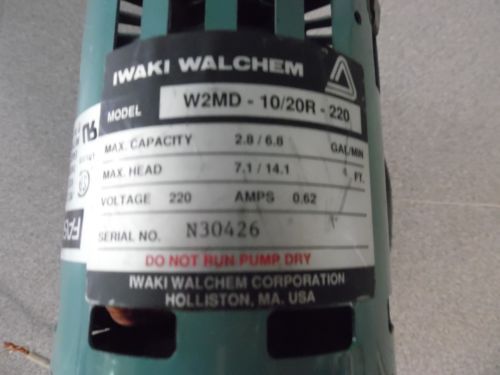 IWAKI WALCHEM
MODEL W2MD - 10/20R - 220
MAX. CAPACITY 2.8 / 6.8 GAL/MIN
MAX. HEAD 7.1 / 14.1 FT.
VOLTAGE 220 AMPS 0.62
SERIAL NO. N30426
DO NOT RUN PUMP DRY
IWAKI WALCHEM CORPORATION
HOLLISTON, MA. USA